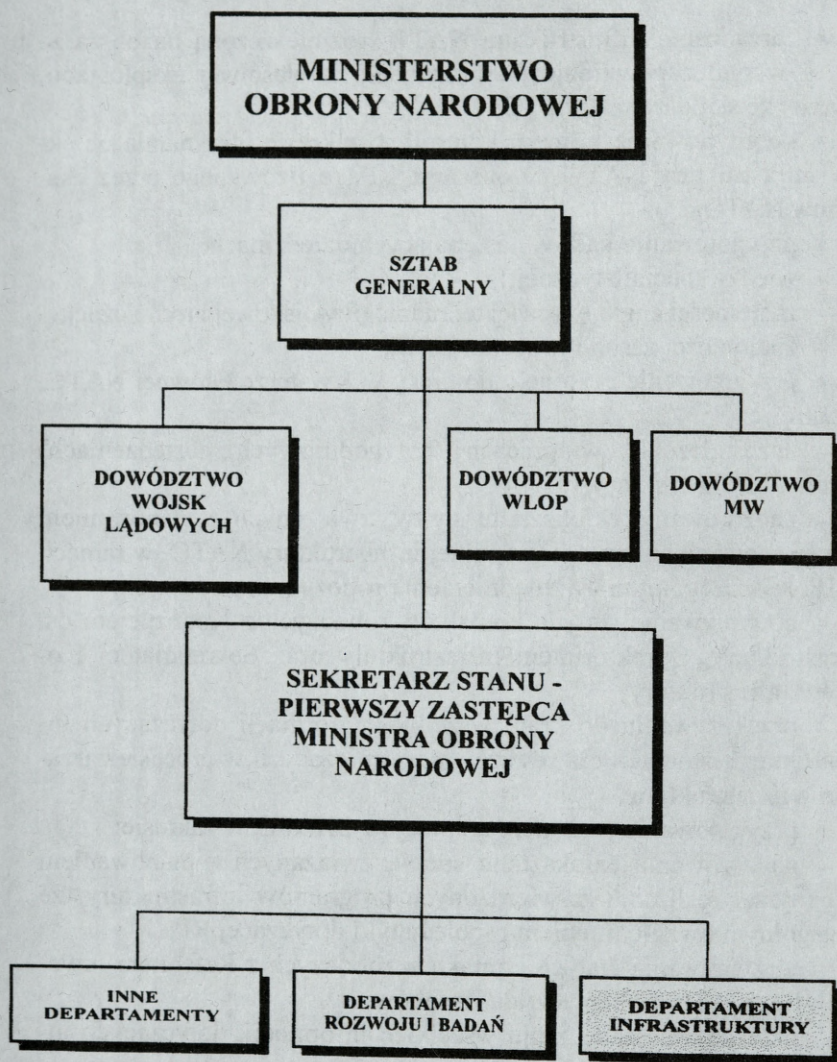 MINISTERSTWO
OBRONY NARODOWEJ
SZTAB
GENERALNY
DOWÓDZTWO
WOJSK
LĄDOWYCH
DOWÓDZTWO
WLOP
DOWÓDZTWO
MW
SEKRETARZ STANU -
PIERWSZY ZASTĘPCA
MINISTRA OBRONY
NARODOWEJ
INNE
DEPARTAMENTY
DEPARTAMENT
ROZWOJU I BADAŃ
DEPARTAMENT
INFRASTRUKTURY